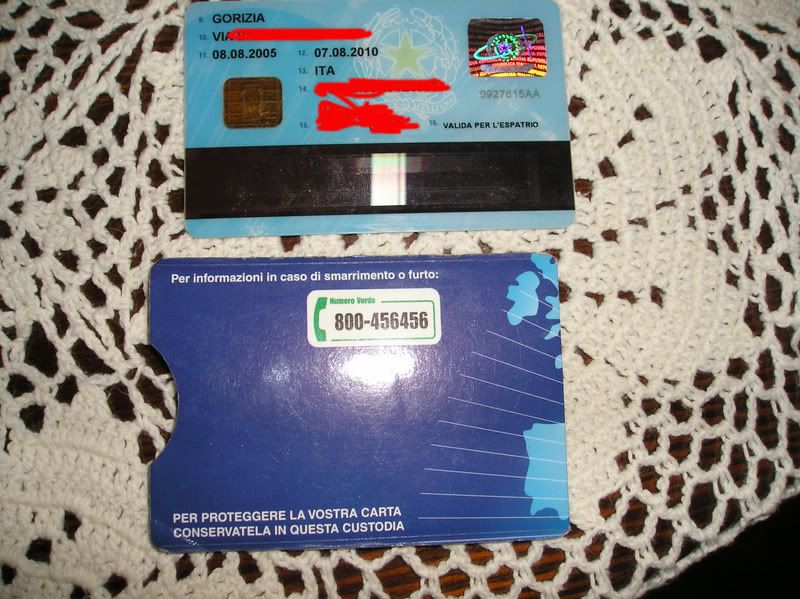 9. GORIZIA
10. VIA
11. 08.08.2005 12. 07.08.2010
13. ITA
14.
0927615AA
15. 16. VALIDA PER L'ESPATRIO
Per informazioni in caso di smarrimento o furto:
Numero Verde
800-456456
PER PROTEGGERE LA VOSTRA CARTA
CONSERVATELA IN QUESTA CUSTODIA